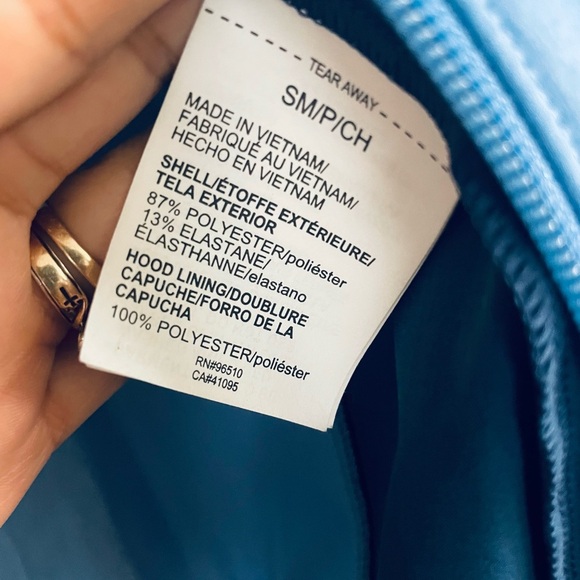 TEAR AWAY
SM/P/CH
MADE IN VIETNAM/
FABRIQUÉ AU VIETNAM/
HECHO EN VIETNAM
SHELL/ÉTOFFE EXTÉRIEURE/
TELA EXTERIOR
87% POLYESTER/poliéster
13% ELASTANE/
ÉLASTHANNE/elastano
HOOD LINING/DOUBLURE
CAPUCHE/FORRO DE LA
CAPUCHA
100% POLYESTER/poliéster
RN#96510
CA#41095